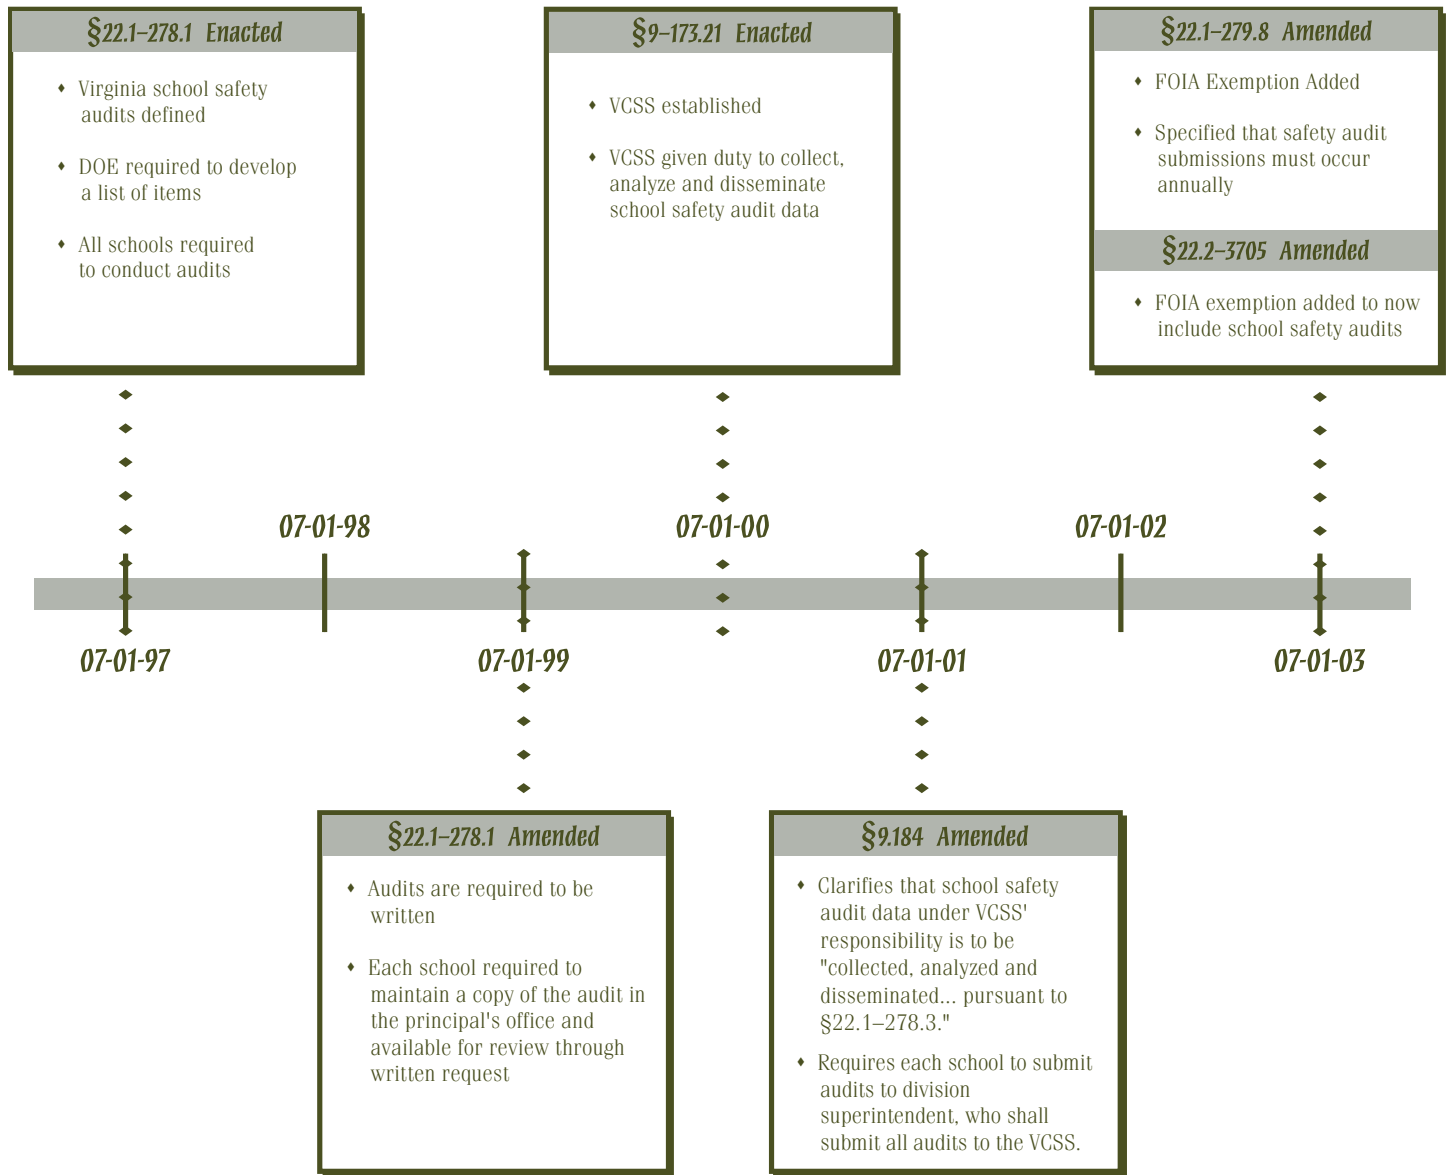 §22.1–278.1 Enacted
Virginia school safety
audits defined
DOE required to develop
a list of items
All schools required
to conduct audits
§9–173.21 Enacted
VCSS established
VCSS given duty to collect,
analyze and disseminate
school safety audit data
§22.1–279.8 Amended
FOIA Exemption Added
Specified that safety audit
submissions must occur
annually
§22.2–3705 Amended
FOIA exemption added to now
include school safety audits
07-01-98
07-01-00
07-01-02
07-01-97
07-01-99
07-01-01
07-01-03
§22.1–278.1 Amended
Audits are required to be
written
Each school required to
maintain a copy of the audit in
the principal's office and
available for review through
written request
§9.184 Amended
Clarifies that school safety
audit data under VCSS'
responsibility is to be
"collected, analyzed and
disseminated... pursuant to
§22.1–278.3."
Requires each school to submit
audits to division
superintendent, who shall
submit all audits to the VCSS.